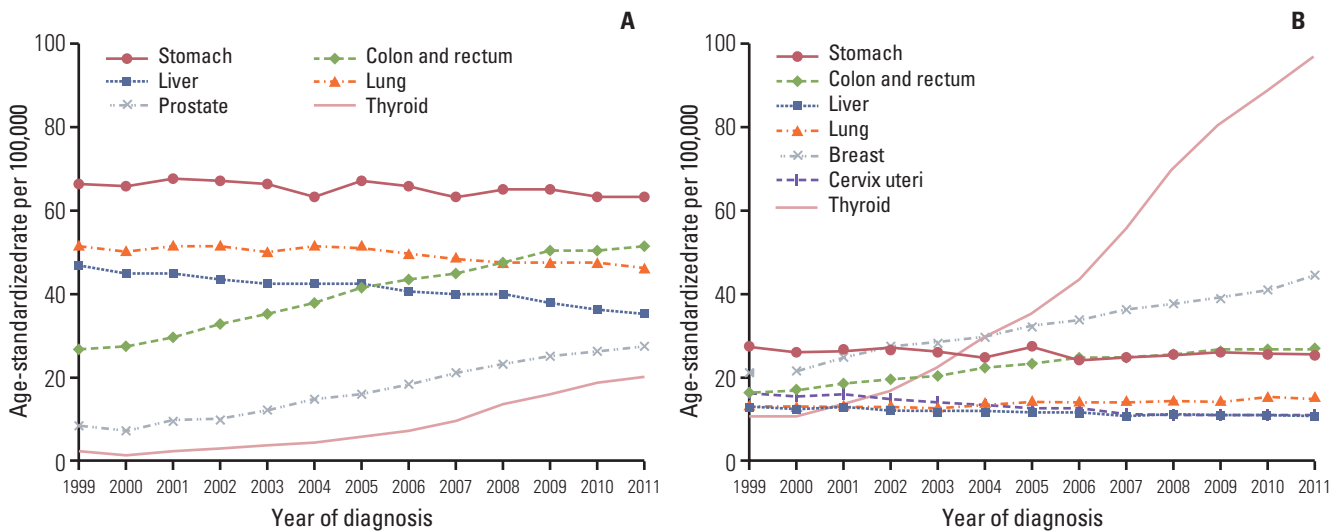 A
Age-standardizedrate per 100,000
100
80
60
40
20
0
Stomach
Liver
Prostate
Colon and rectum
Lung
Thyroid
1999 2000 2001 2002 2003 2004 2005 2006 2007 2008 2009 2010 2011
Year of diagnosis
B
Age-standardizedrate per 100,000
100
80
60
40
20
0
Stomach
Colon and rectum
Liver
Lung
Breast
Cervix uteri
Thyroid
1999 2000 2001 2002 2003 2004 2005 2006 2007 2008 2009 2010 2011
Year of diagnosis